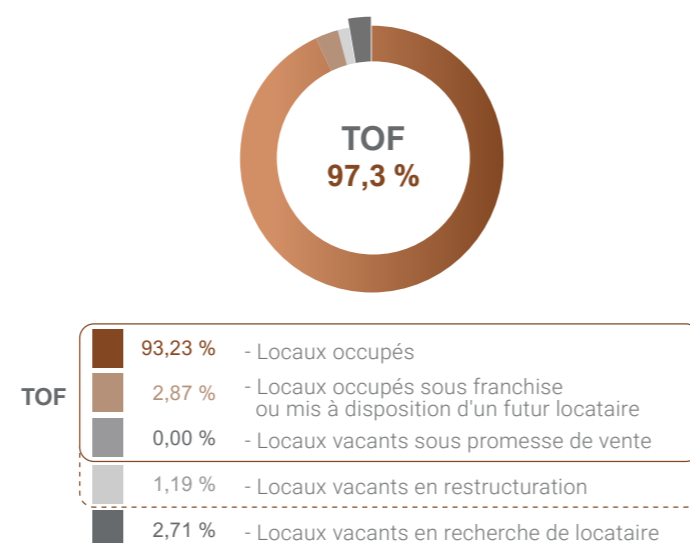 TOF
97,3 %
93,23 % - Locaux occupés
2,87 % - Locaux occupés sous franchise
ou mis à disposition d'un futur locataire
TOF
0,00 % - Locaux vacants sous promesse de vente
1,19 % - Locaux vacants en restructuration
2,71 % - Locaux vacants en recherche de locataire